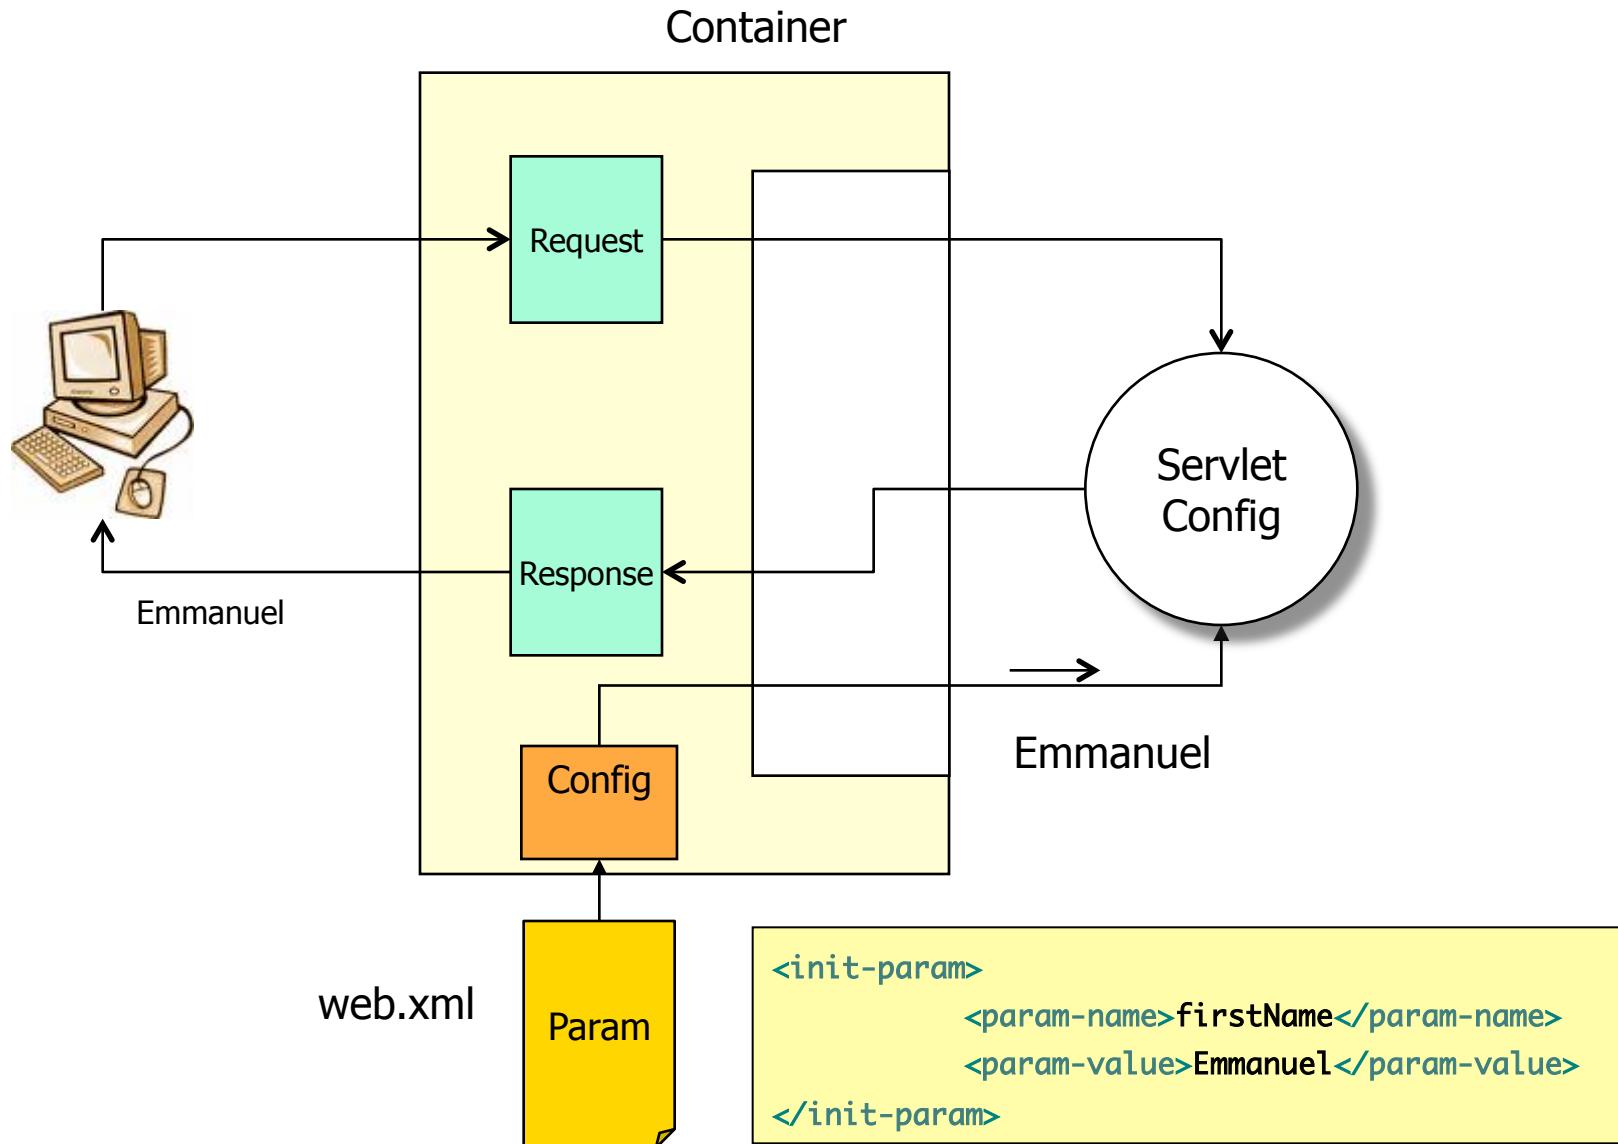 Container
Request
Servlet
Config
Response
Emmanuel
Emmanuel
Config
web.xml
Param
<init-param>
<param-name>firstName</param-name>
<param-value>Emmanuel</param-value>
</init-param>